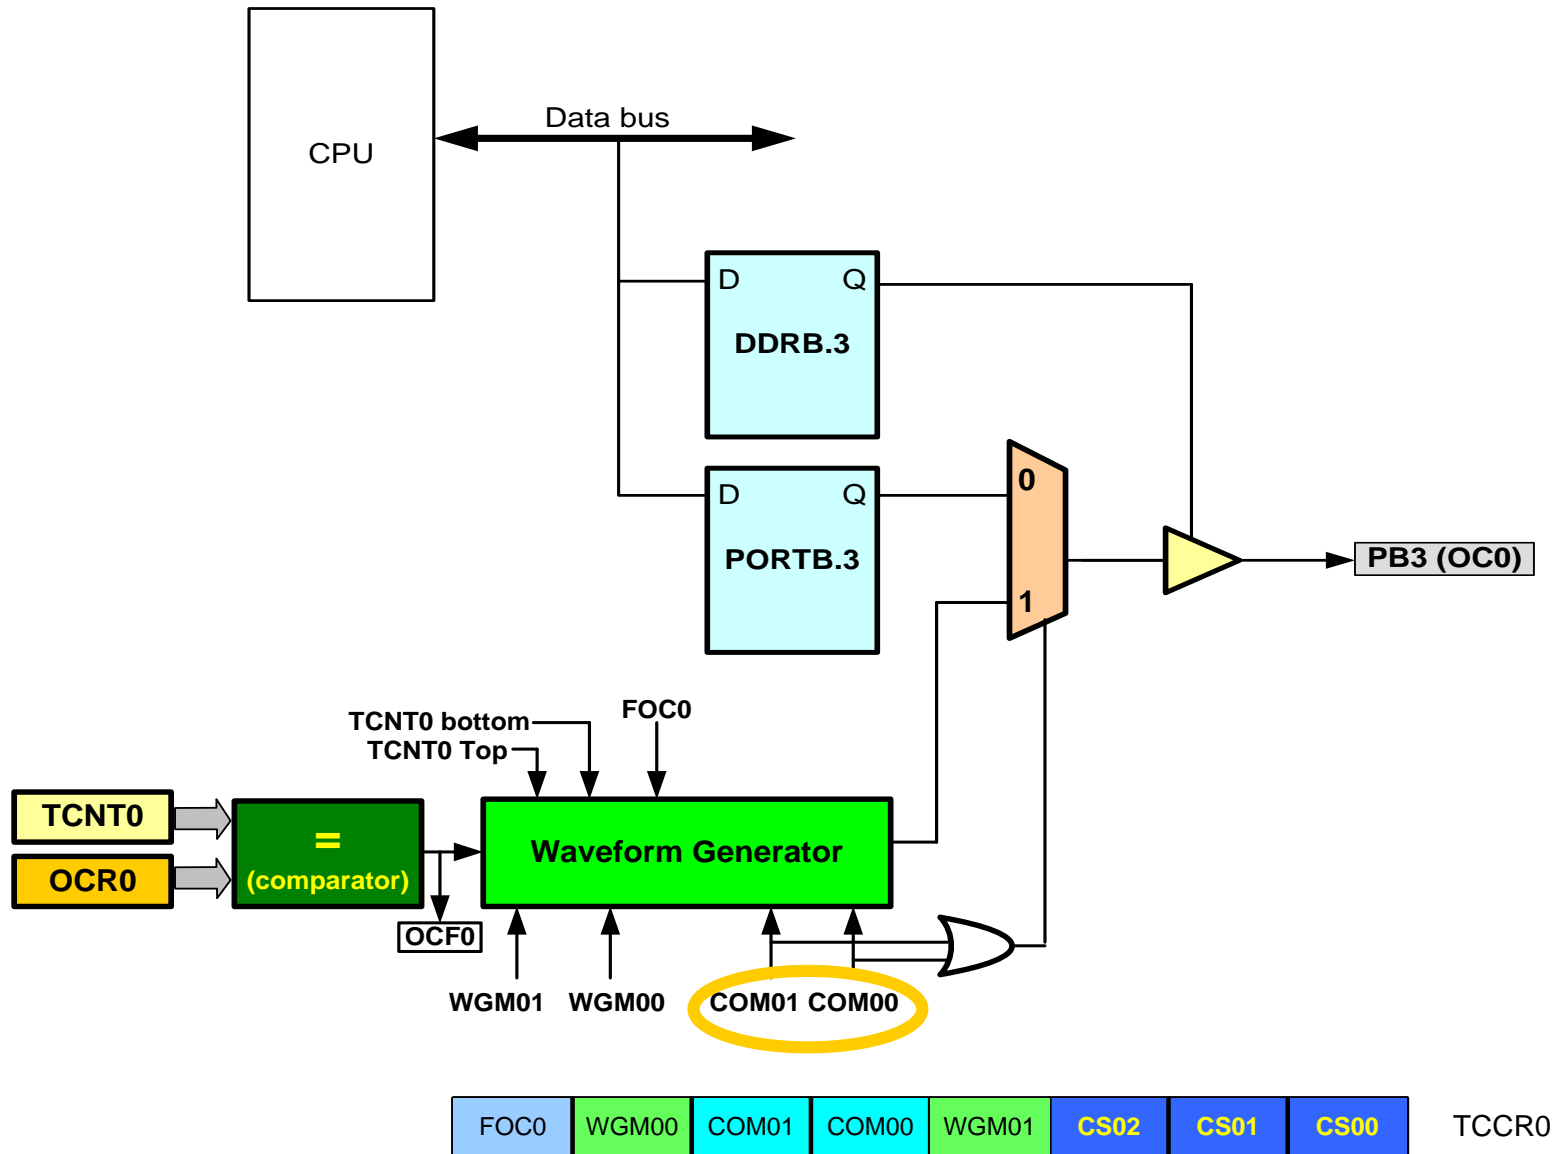 Data bus
CPU
D Q
DDRB.3
D Q
PORTB.3
0
1
PB3 (OC0)
TCNT0 bottom
FOC0
TCNT0 Top
TCNT0
OCR0
=
(comparator)
Waveform Generator
OCF0
WGM01 WGM00 COM01 COM00
FOC0 WGM00 COM01 COM00 WGM01 CS02 CS01 CS00 TCCR0